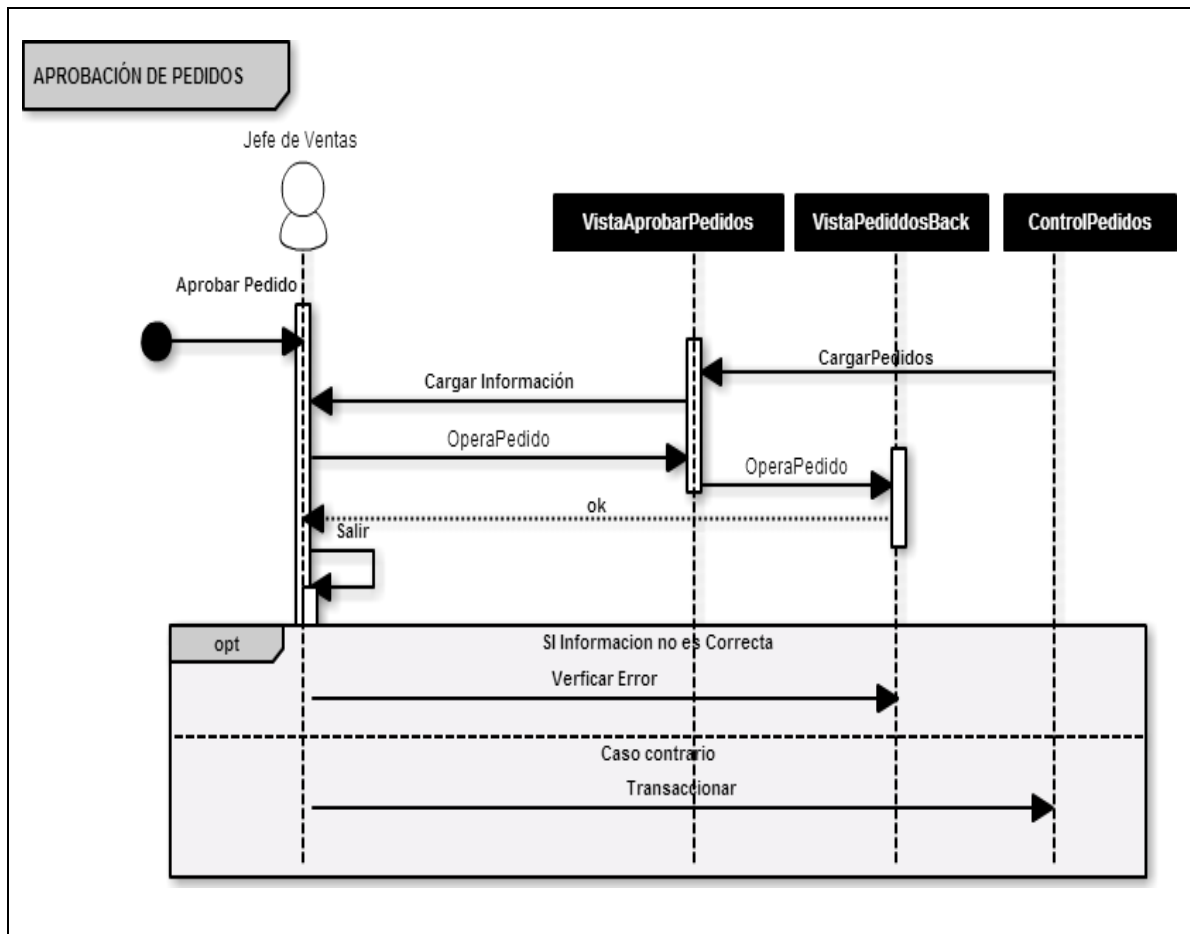 APROBACIÓN DE PEDIDOS
Jefe de Ventas
VistaAprobarPedidos
VistaPediddosBack
ControlPedidos
Aprobar Pedido
CargarPedidos
Cargar Información
OperaPedido
OperaPedido
ok
Salir
opt
SI Informacion no es Correcta
Verficar Error
Caso contrario
Transaccionar